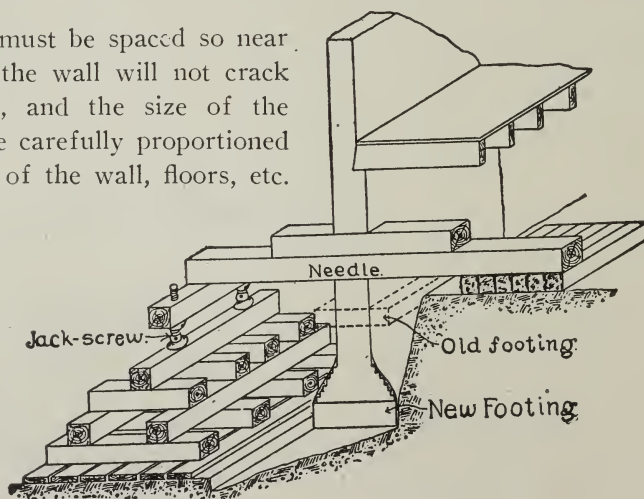 must be spaced so near
the wall will not crack
, and the size of the
e carefully proportioned
of the wall, floors, etc.
Needle.
Jack-screw.
Old footing
New Footing